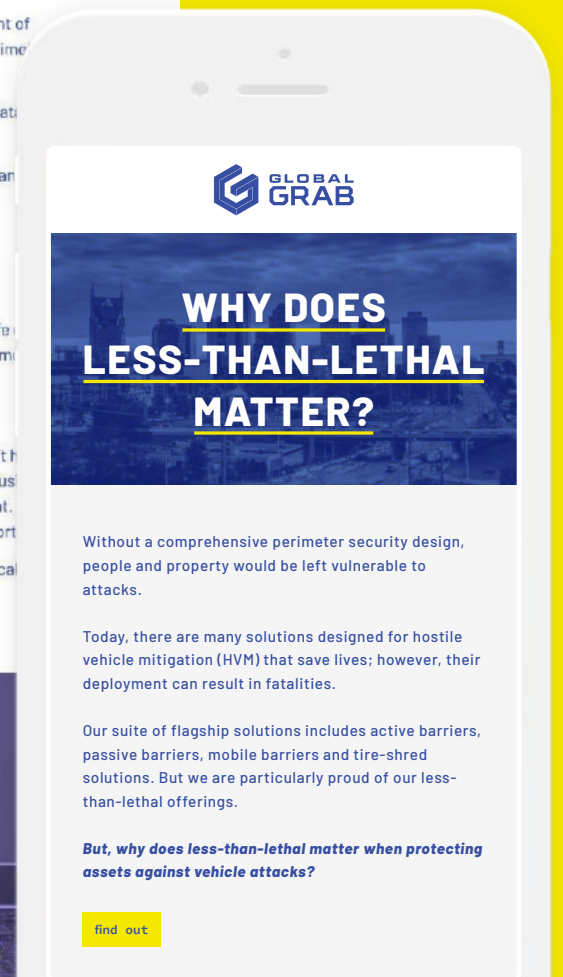 GLOBAL
GRAB
WHY DOES
LESS-THAN-LETHAL
MATTER?
Without a comprehensive perimeter security design,
people and property would be left vulnerable to
attacks.
Today, there are many solutions designed for hostile
vehicle mitigation (HVM) that save lives; however, their
deployment can result in fatalities.
Our suite of flagship solutions includes active barriers,
passive barriers, mobile barriers and tire-shred
solutions. But we are particularly proud of our less-
than-lethal offerings.
But, why does less-than-lethal matter when protecting
assets against vehicle attacks?
find out